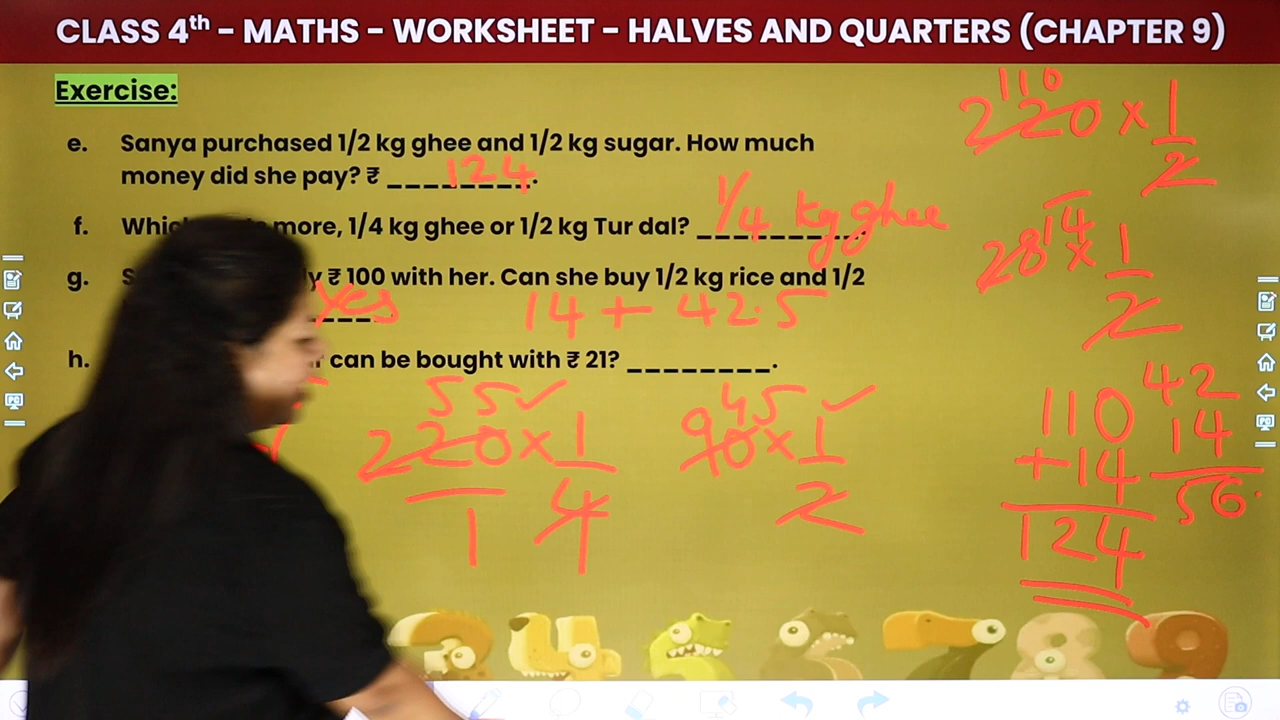 CLASS 4th - MATHS - WORKSHEET - HALVES AND QUARTERS (CHAPTER 9)
Exercise:
e. Sanya purchased 1/2 kg ghee and 1/2 kg sugar. How much
money did she pay? ₹ 124.
f. more, 1/4 kg ghee or 1/2 kg Tur dal? 1/4 kg ghee
g. ₹ 100 with her. Can she buy 1/2 kg rice and 1/2
yes 14 + 42.5
h. can be bought with ₹ 21? ________.
110
220 × 1/2
14
28 × 1/2
55 ✓
220/1 × 1/4
45 ✓
90 × 1/2
110
+14
124
42
14
56.